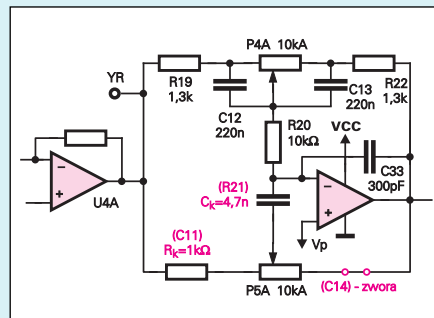 P4A 10kA
R19
1,3k
C12
220n
C13
220n
R22
1,3k
YR
R20
10kΩ
VCC
C33
300pF
U4A
(R21)
Ck=4,7n
Vp
(C11)
Rk=1kΩ
P5A 10kA
(C14) - zwora